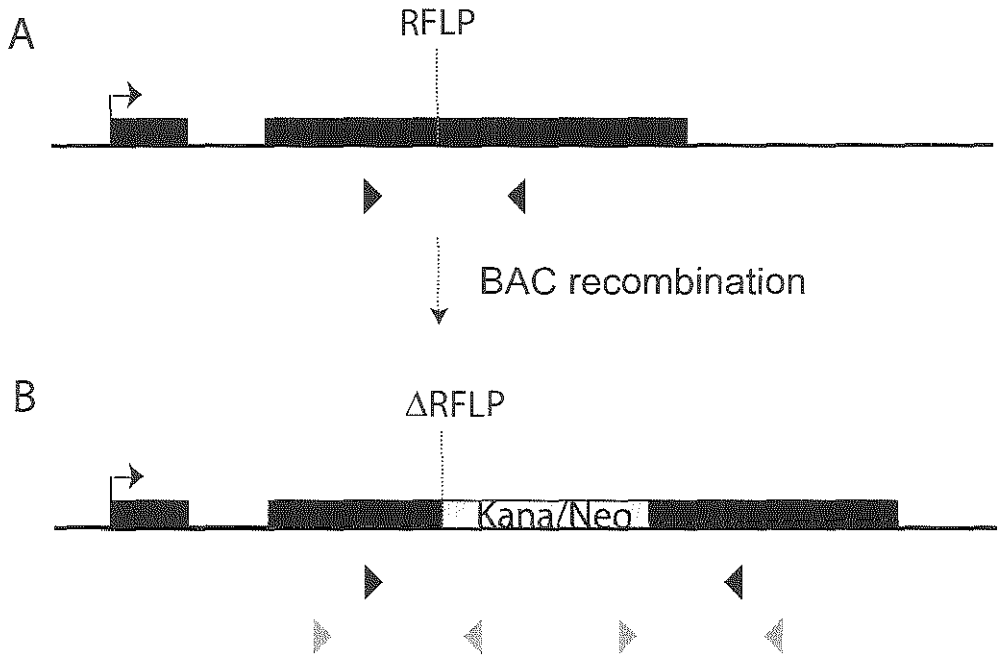 A
RFLP
BAC recombination
B
ΔRFLP
Kana/Neo